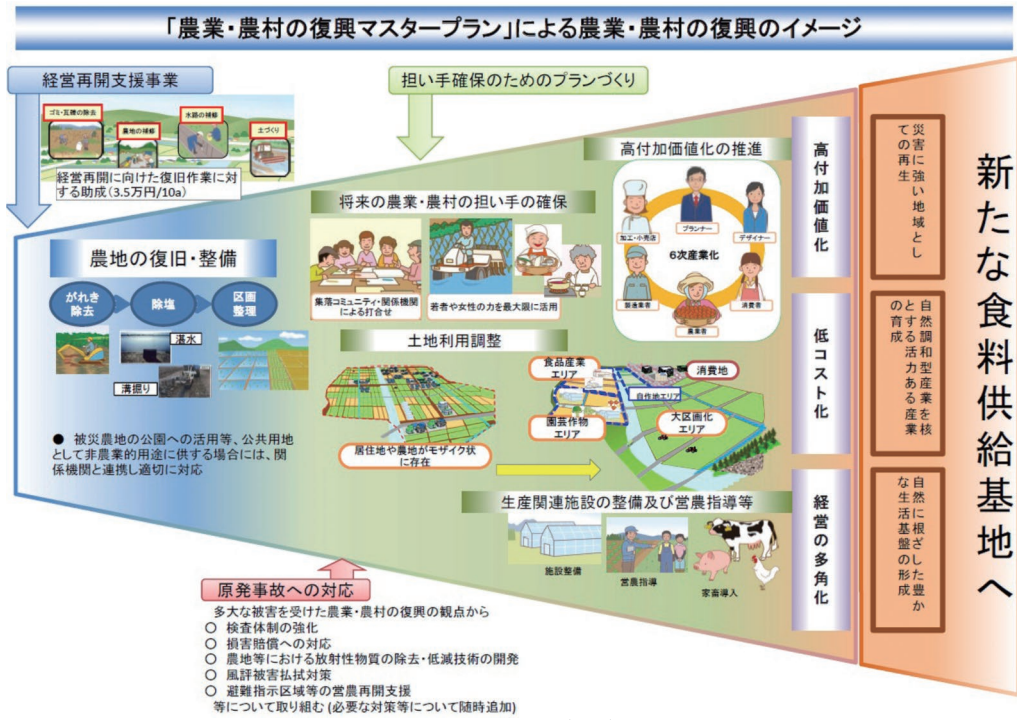 「農業・農村の復興マスタープラン」による農業・農村の復興のイメージ
経営再開支援事業
ゴミ・瓦礫の除去
農地の補修
水路の補修
土づくり
経営再開に向けた復旧作業に対
する助成(3.5万円/10a)
担い手確保のためのプランづくり
農地の復旧・整備
がれき
除去
除塩
区画
整理
湛水
溝掘り
● 被災農地の公園への活用等、公共用地
として非農業的用途に供する場合には、関
係機関と連携し適切に対応
将来の農業・農村の担い手の確保
集落コミュニティ・関係機関
による打合せ
若者や女性の力を最大限に活用
高付加価値化の推進
プランナー
加工・小売店
デザイナー
6次産業化
製造業者
消費者
農業者
土地利用調整
居住地や農地がモザイク状
に存在
食品産業
エリア
消費地
自作地エリア
園芸作物
エリア
大区画化
エリア
生産関連施設の整備及び営農指導等
施設整備
営農指導
家畜導入
高付加価値化
低コスト化
経営の多角化
災害に強い地域とし
ての再生
自然調和型産業を核
とする活力ある産業
の育成
自然に根ざした豊か
な生活基盤の形成
新たな食料供給基地へ
原発事故への対応
多大な被害を受けた農業・農村の復興の観点から
○ 検査体制の強化
○ 損害賠償への対応
○ 農地等における放射性物質の除去・低減技術の開発
○ 風評被害払拭対策
○ 避難指示区域等の営農再開支援
等について取り組む (必要な対策等について随時追加)